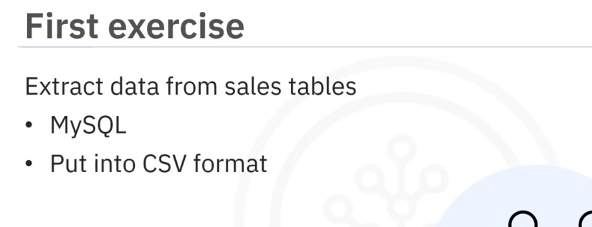 First exercise
Extract data from sales tables
• MySQL
• Put into CSV format